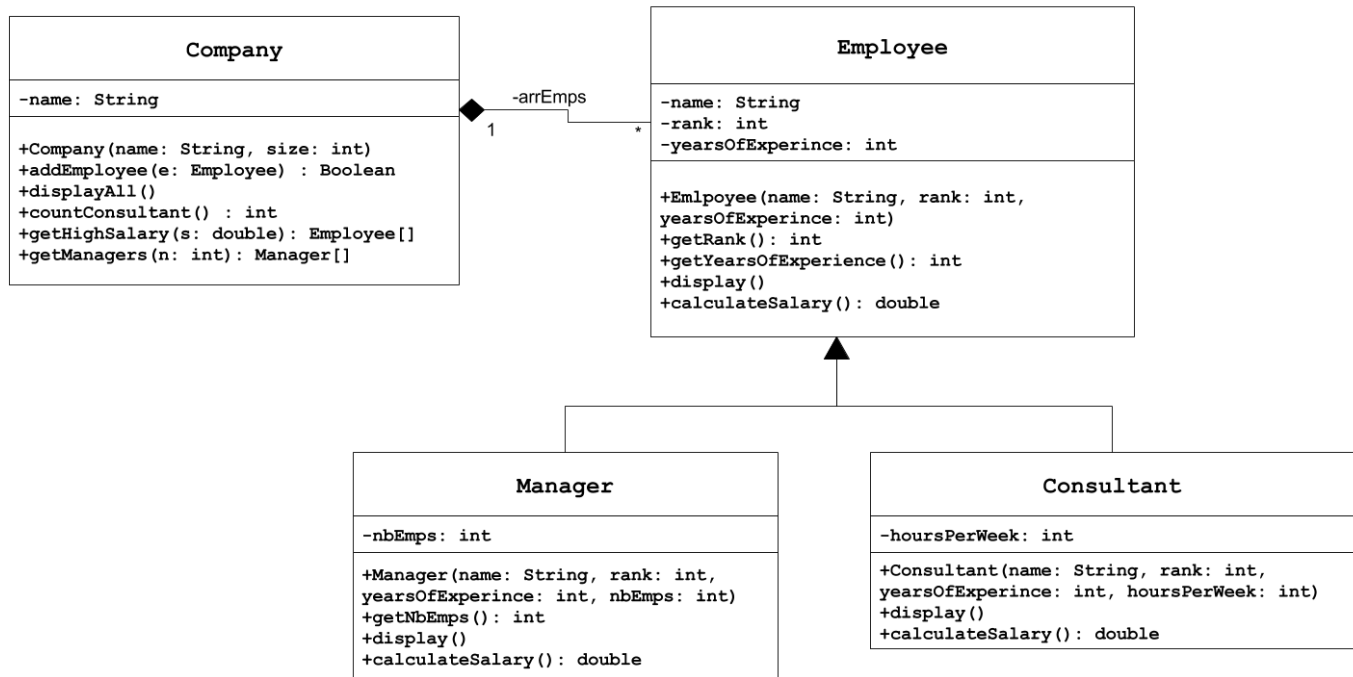 Company
-name: String
+Company(name: String, size: int)
+addEmployee(e: Employee) : Boolean
+displayAll()
+countConsultant() : int
+getHighSalary(s: double): Employee[]
+getManagers(n: int): Manager[]
-arrEmps
1
*
Employee
-name: String
-rank: int
-yearsOfExperince: int
+Emlpoyee(name: String, rank: int,
yearsOfExperince: int)
+getRank(): int
+getYearsOfExperience(): int
+display()
+calculateSalary(): double
Manager
-nbEmps: int
+Manager(name: String, rank: int,
yearsOfExperince: int, nbEmps: int)
+getNbEmps(): int
+display()
+calculateSalary(): double
Consultant
-hoursPerWeek: int
+Consultant(name: String, rank: int,
yearsOfExperince: int, hoursPerWeek: int)
+display()
+calculateSalary(): double